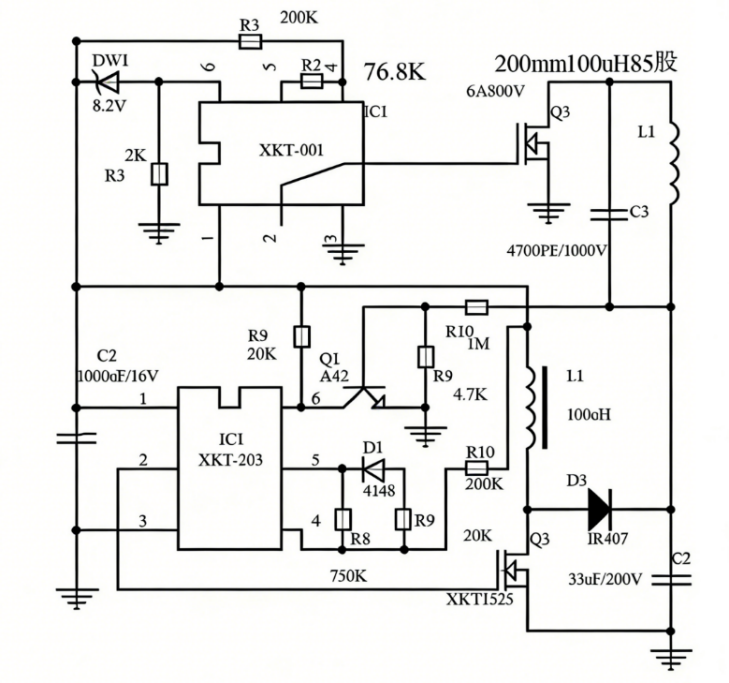 R3
200K
DW1
8.2V
6
5
R2
4
76.8K
IC1
XKT-001
2K
R3
1
2
3
200mm100uH85股
6A800V
Q3
L1
C3
4700PE/1000V
R9
20K
Q1
A42
R10
1M
R9
4.7K
L1
100uH
C2
1000uF/16V
1
6
IC1
XKT-203
2
5
D1
4148
R10
200K
3
4
R8
R9
750K
20K
Q3
XKT1525
D3
IR407
33uF/200V
C2